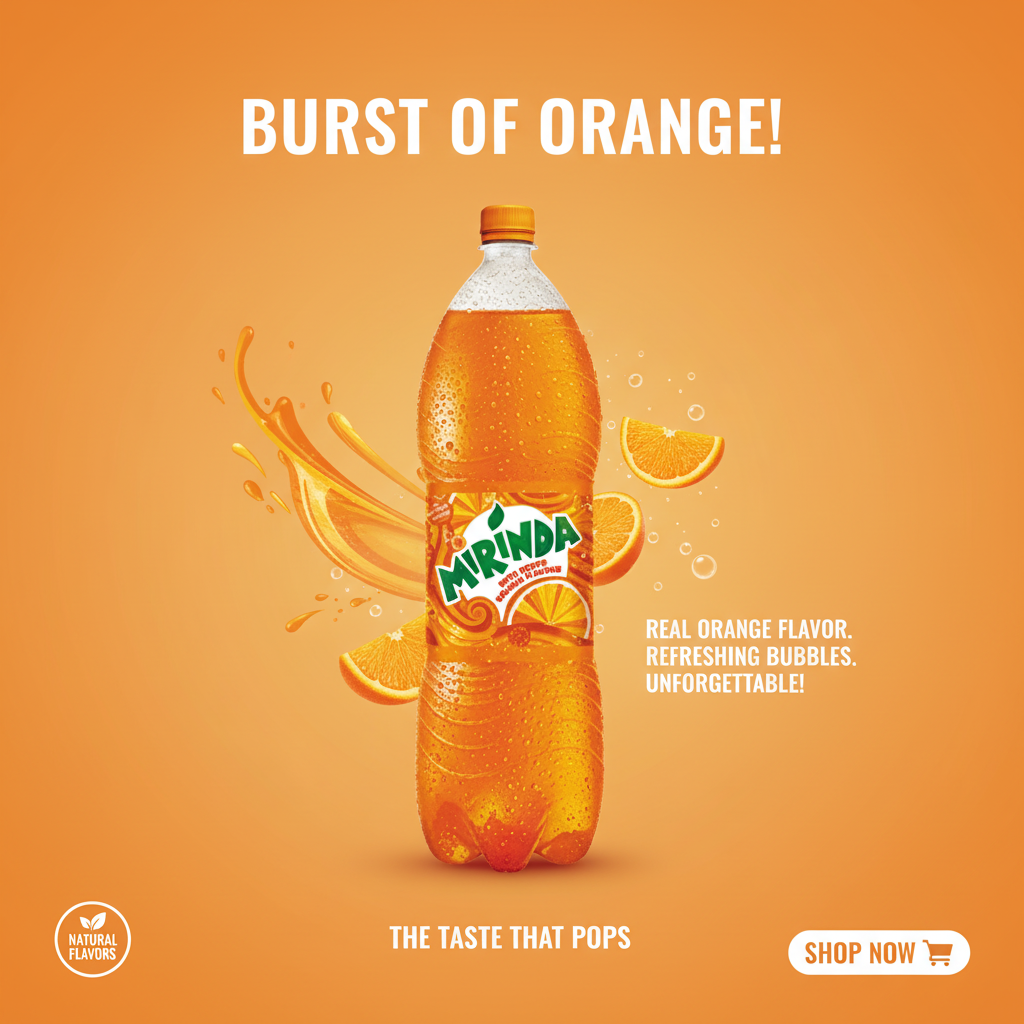 BURST OF ORANGE!
MIRINDA
REAL ORANGE FLAVOR.
REFRESHING BUBBLES.
UNFORGETTABLE!
NATURAL
FLAVORS
THE TASTE THAT POPS
SHOP NOW